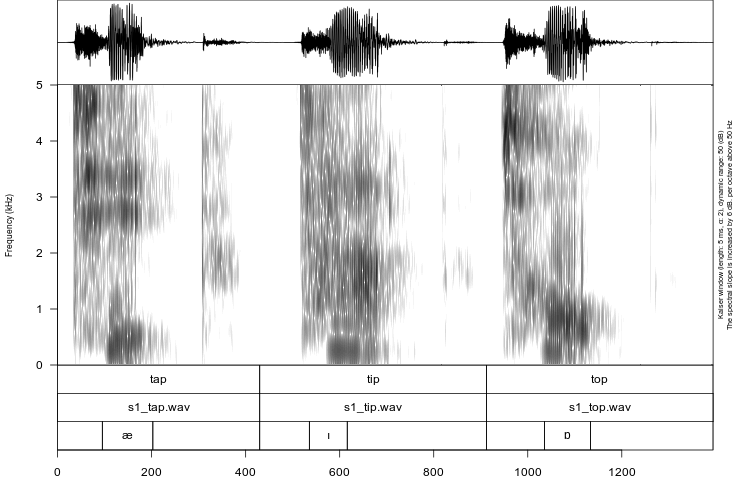 5
4
3
2
1
0
Frequency (kHz)
Kaiser window (length: 5 ms, α: 2), dynamic range: 50 (dB)
The spectral slope is increased by 6 dB. per octave above 50 Hz
tap tip top
s1_tap.wav s1_tip.wav s1_top.wav
æ ɪ ɒ
0 200 400 600 800 1000 1200